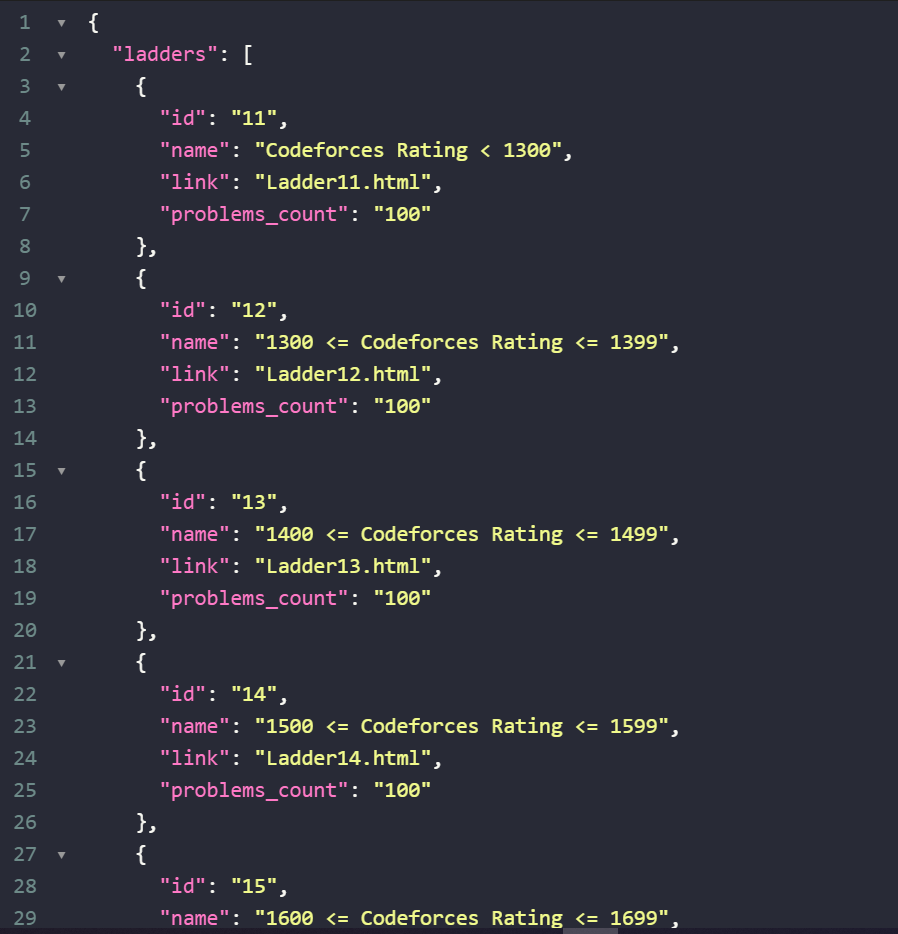 1 {
2 "ladders": [
3 {
4 "id": "11",
5 "name": "Codeforces Rating < 1300",
6 "link": "Ladder11.html",
7 "problems_count": "100"
8 },
9 {
10 "id": "12",
11 "name": "1300 <= Codeforces Rating <= 1399",
12 "link": "Ladder12.html",
13 "problems_count": "100"
14 },
15 {
16 "id": "13",
17 "name": "1400 <= Codeforces Rating <= 1499",
18 "link": "Ladder13.html",
19 "problems_count": "100"
20 },
21 {
22 "id": "14",
23 "name": "1500 <= Codeforces Rating <= 1599",
24 "link": "Ladder14.html",
25 "problems_count": "100"
26 },
27 {
28 "id": "15",
29 "name": "1600 <= Codeforces Rating <= 1699",